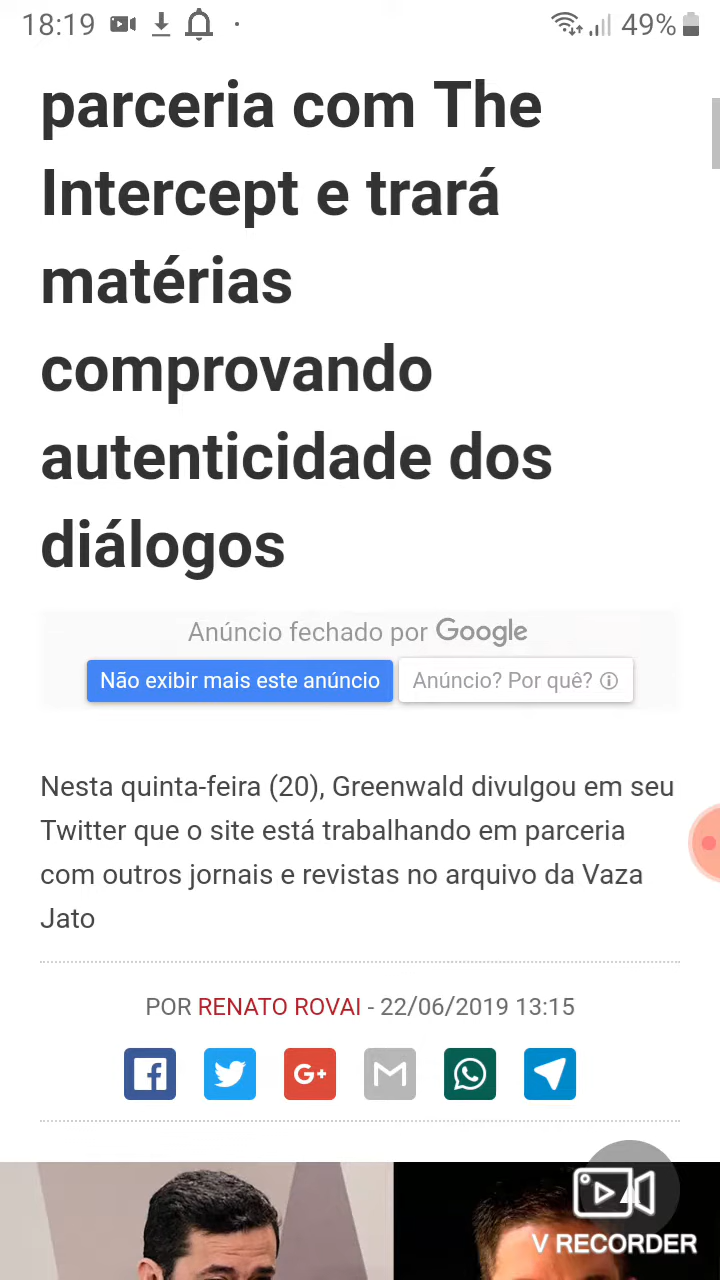 18:19
49%
parceria com The
Intercept e trará
matérias
comprovando
autenticidade dos
diálogos
Anúncio fechado por Google
Não exibir mais este anúncio
Anúncio? Por quê?
Nesta quinta-feira (20), Greenwald divulgou em seu
Twitter que o site está trabalhando em parceria
com outros jornais e revistas no arquivo da Vaza
Jato
POR RENATO ROVAI - 22/06/2019 13:15
G+
V RECORDER